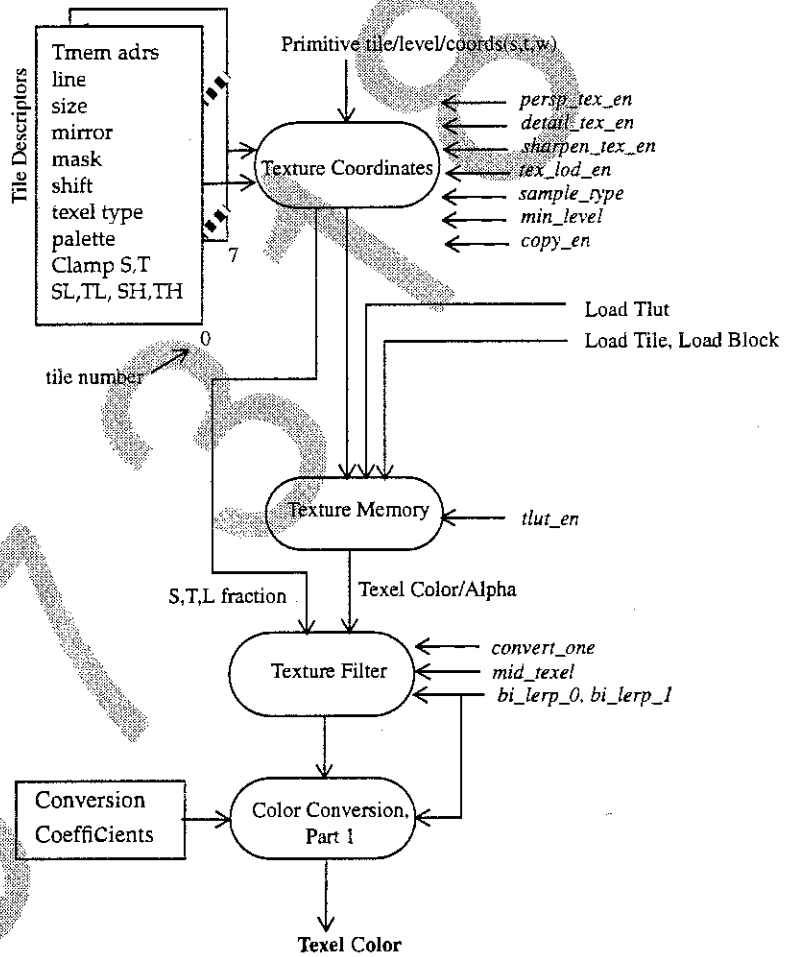 Primitive tile/level/coords(s,t,w)
Tile Descriptors
Tmem adrs
line
size
mirror
mask
shift
texel type
palette
Clamp S,T
SL,TL, SH,TH
7
0
tile number
Texture Coordinates
persp_tex_en
detail_tex_en
sharpen_tex_en
tex_lod_en
sample_type
min_level
copy_en
Load Tlut
Load Tile, Load Block
Texture Memory
tlut_en
S,T,L fraction
Texel Color/Alpha
Texture Filter
convert_one
mid_texel
bi_lerp_0, bi_lerp_1
Conversion
CoeffiCients
Color Conversion,
Part 1
Texel Color